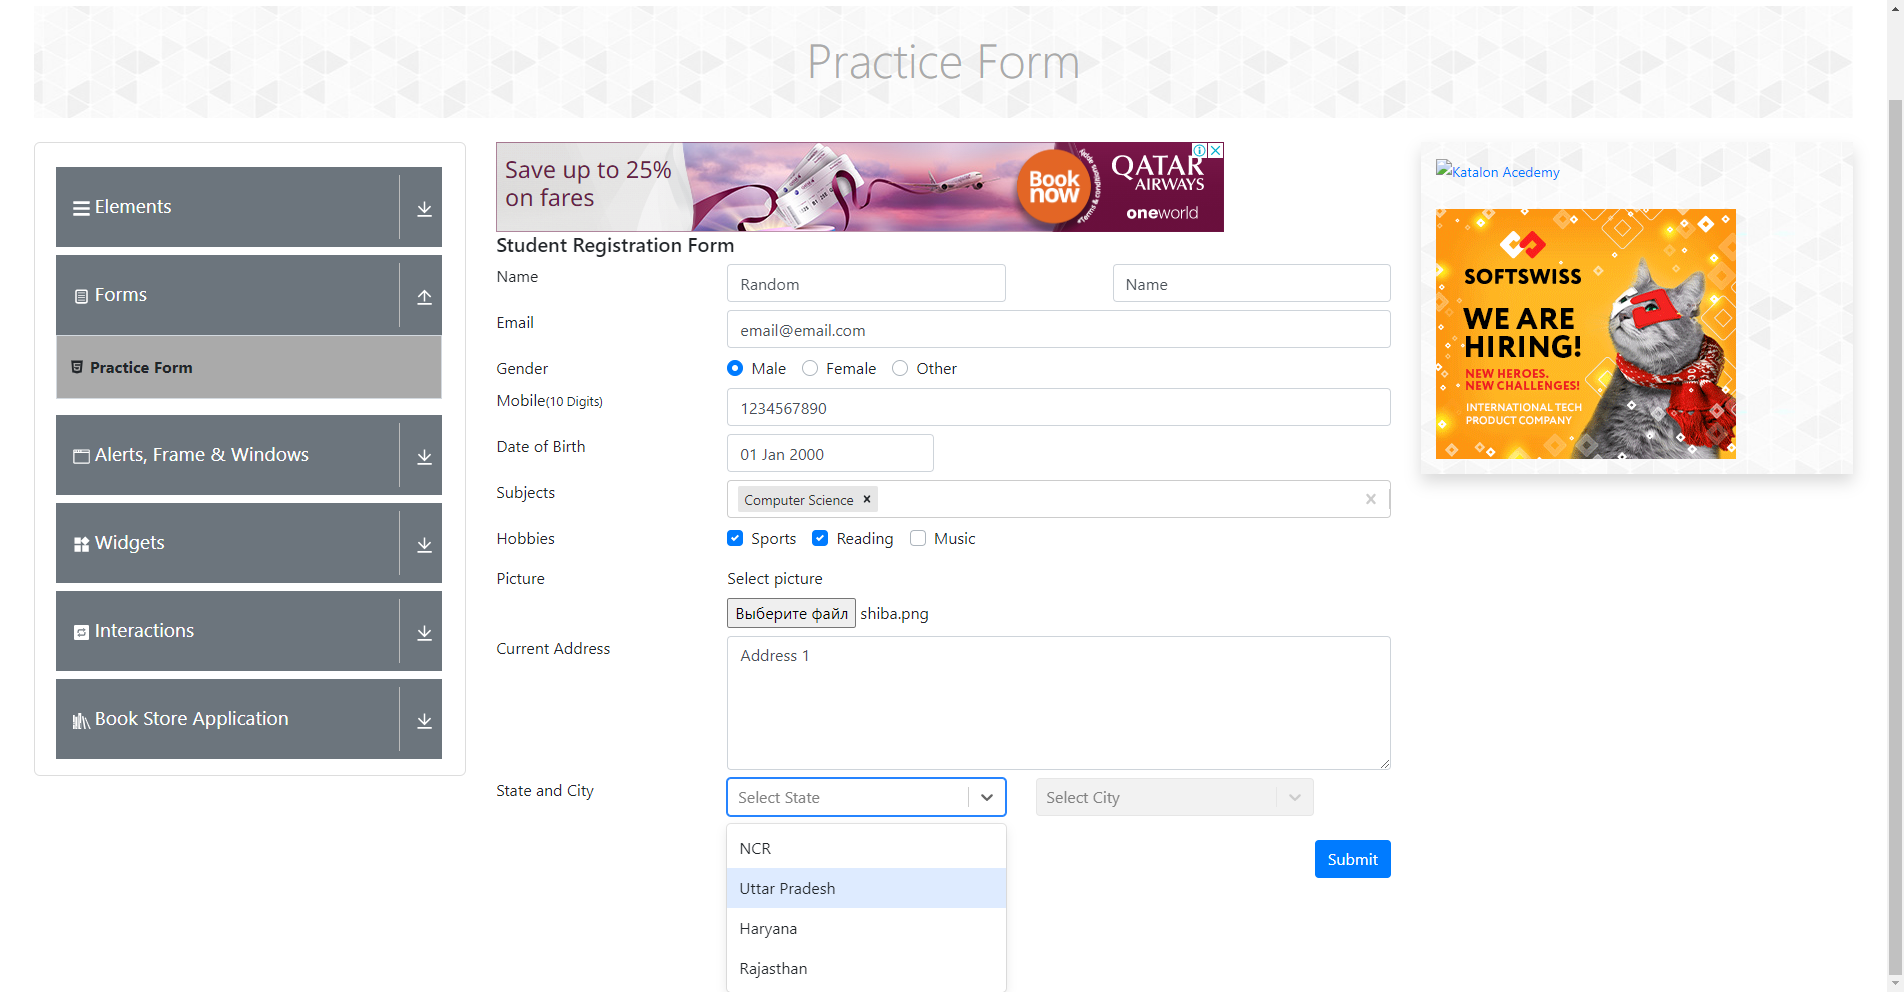 Practice Form
Elements
Forms
Practice Form
Alerts, Frame & Windows
Widgets
Interactions
Book Store Application
Save up to 25%
on fares
Book
now
*Terms & conditions apply
QATAR
AIRWAYS
oneworld
Student Registration Form
Name
Random
Name
Email
email@email.com
Gender
Male
Female
Other
Mobile(10 Digits)
1234567890
Date of Birth
01 Jan 2000
Subjects
Computer Science
Hobbies
Sports
Reading
Music
Picture
Select picture
Выберите файл shiba.png
Current Address
Address 1
State and City
Select State
Select City
NCR
Uttar Pradesh
Haryana
Rajasthan
Submit
Katalon Acedemy
SOFTSWISS
WE ARE
HIRING!
NEW HEROES.
NEW CHALLENGES!
INTERNATIONAL TECH
PRODUCT COMPANY